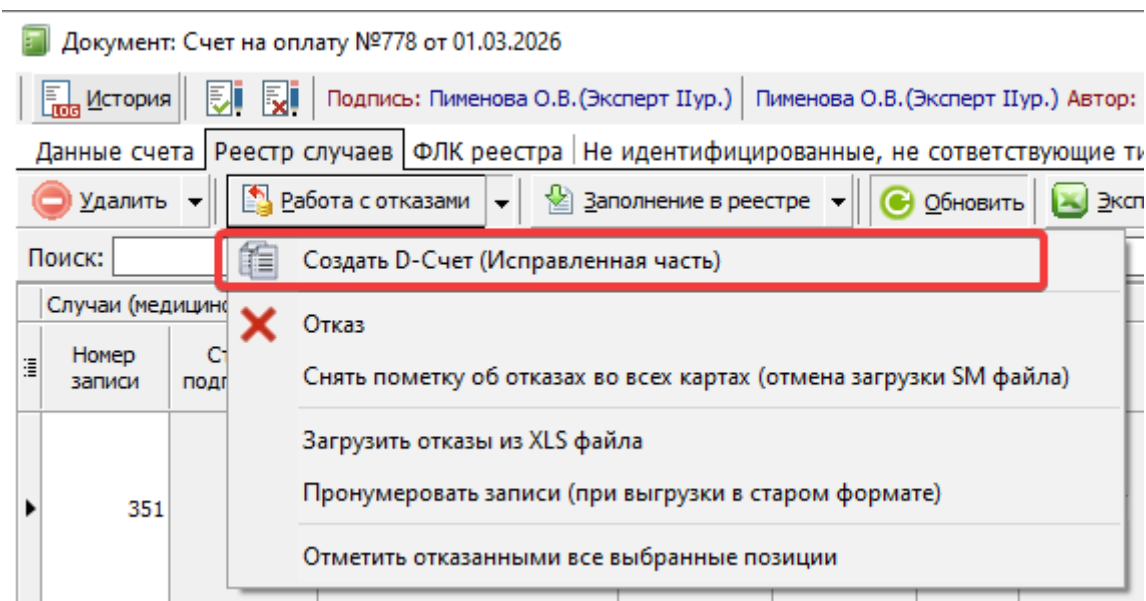 Документ: Счет на оплату №778 от 01.03.2026
LOG История Подпись: Пименова О.В.(Эксперт IIур.) Пименова О.В.(Эксперт IIур.) Автор:
Данные счета Реестр случаев ФЛК реестра Не идентифицированные, не сответствующие
Удалить Работа с отказами Заполнение в реестре Обновить
Поиск:
Создать D-Счет (Исправленная часть)
Случаи
Отказ
Номер
записи
Снять пометку об отказах во всех картах (отмена загрузки SM файла)
Загрузить отказы из XLS файла
Пронумеровать записи (при выгрузки в старом формате)
351
Отметить отказанными все выбранные позиции